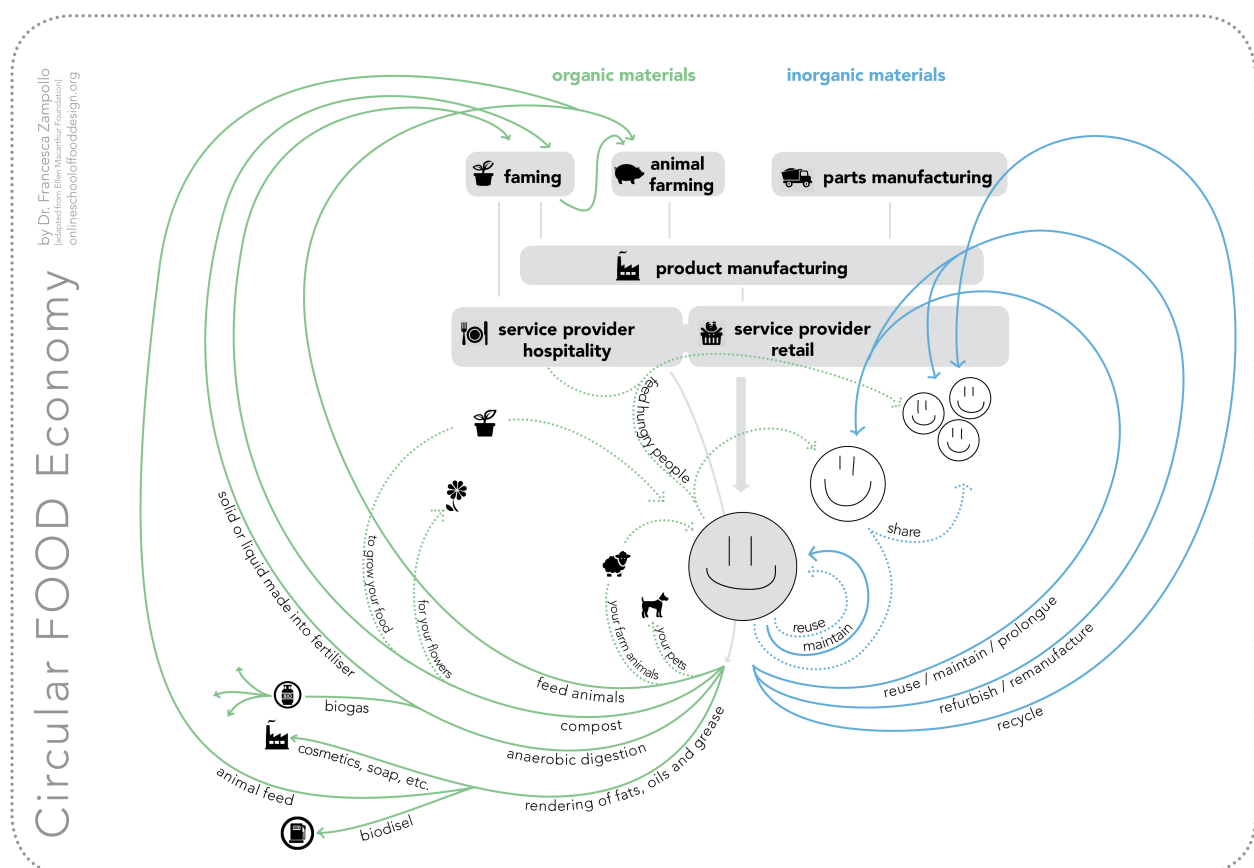 Circular FOOD Economy
by Dr. Francesca Zampollo
(adapted from Ellen Macarthur Foundation)
onlineschooloffooddesign.org
organic materials
inorganic materials
faming
animal
farming
parts manufacturing
product manufacturing
service provider
hospitality
service provider
retail
feed hungry people
share
to grow your food
for your flowers
your farm animals
your pets
reuse
maintain
solid or liquid made into fertiliser
feed animals
compost
anaerobic digestion
rendering of fats, oils and grease
BIO
biogas
cosmetics, soap, etc.
animal feed
biodisel
reuse / maintain / prolongue
refurbish / remanufacture
recycle